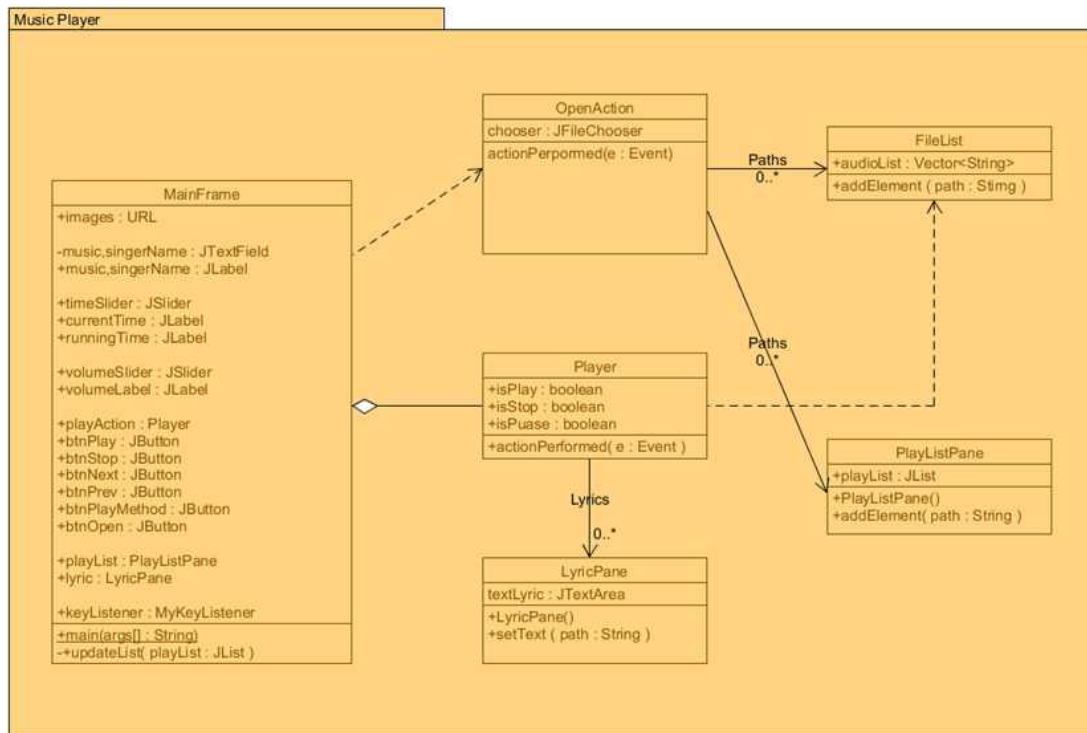 Music Player
OpenAction
chooser : JFileChooser
actionPerpormed(e : Event)
Paths
0..*
FileList
+audioList : Vector<String>
+addElement ( path : Stimg )
MainFrame
+images : URL
-music,singerName : JTextField
+music,singerName : JLabel
+timeSlider : JSlider
+currentTime : JLabel
+runningTime : JLabel
+volumeSlider : JSlider
+volumeLabel : JLabel
+playAction : Player
+btnPlay : JButton
+btnStop : JButton
+btnNext : JButton
+btnPrev : JButton
+btnPlayMethod : JButton
+btnOpen : JButton
+playList : PlayListPane
+lyric : LyricPane
+keyListener : MyKeyListener
+main(args[] : String)
-+updateList( playList : JList )
Paths
0..*
Player
+isPlay : boolean
+isStop : boolean
+isPuase : boolean
+actionPerformed( e : Event )
PlayListPane
+playList : JList
+PlayListPane()
+addElement( path : String )
Lyrics
0..*
LyricPane
textLyric : JTextArea
+LyricPane()
+setText ( path : String )